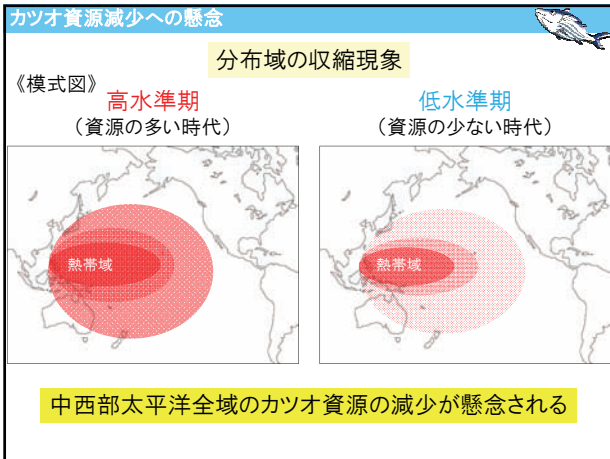 カツオ資源減少への懸念
分布域の収縮現象
《模式図》
高水準期
（資源の多い時代）
低水準期
（資源の少ない時代）
熱帯域
熱帯域
中西部太平洋全域のカツオ資源の減少が懸念される